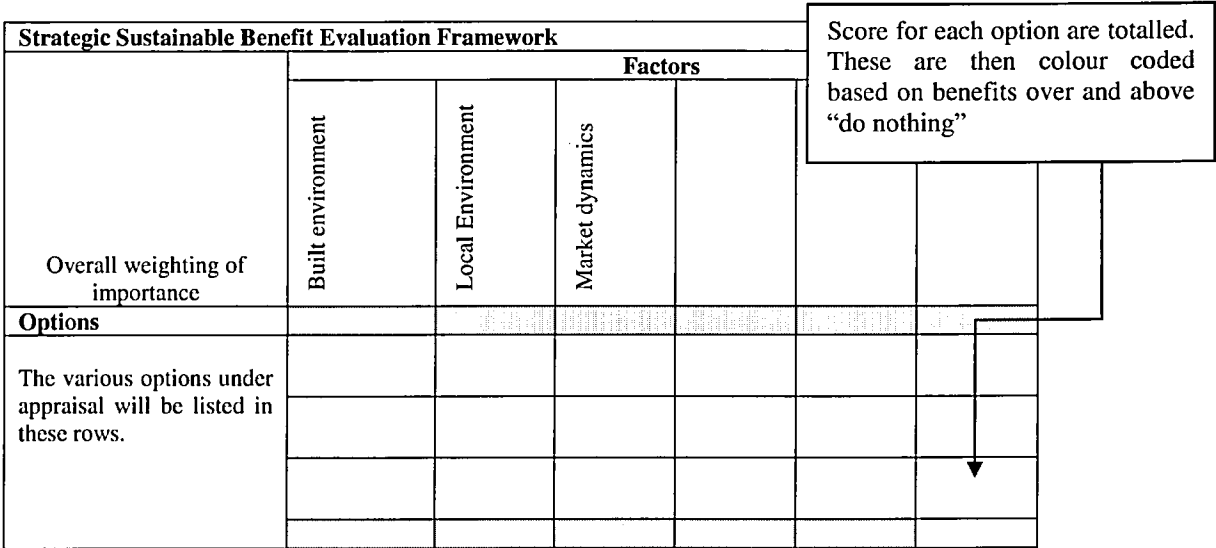 Strategic Sustainable Benefit Evaluation Framework
Score for each option are totalled.
These are then colour coded
based on benefits over and above
“do nothing”
Factors
Built environment
Local Environment
Market dynamics
Overall weighting of
importance
Options
The various options under
appraisal will be listed in
these rows.